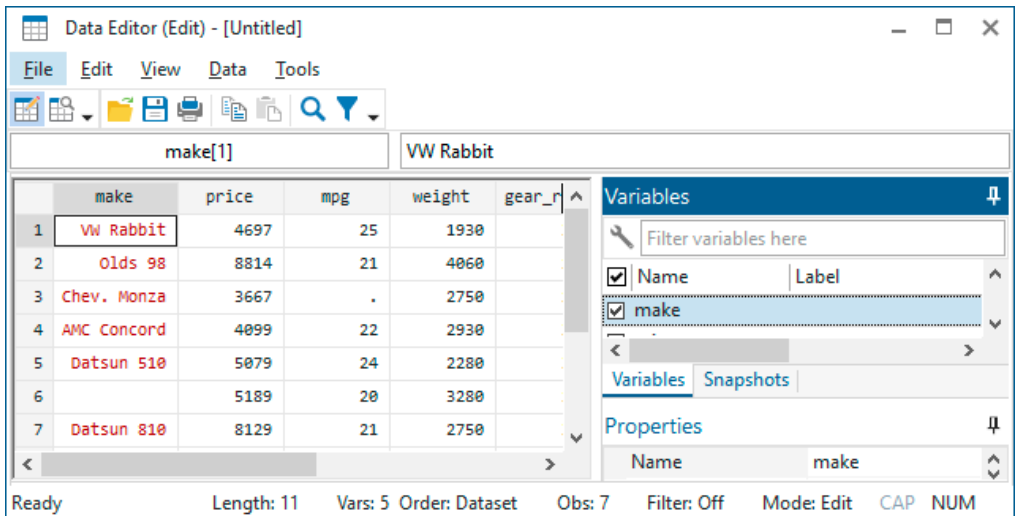 Data Editor (Edit) - [Untitled]
File Edit View Data Tools
make[1] VW Rabbit
make price mpg weight gear_r
1 VW Rabbit 4697 25 1930
2 Olds 98 8814 21 4060
3 Chev. Monza 3667 . 2750
4 AMC Concord 4099 22 2930
5 Datsun 510 5079 24 2280
6 5189 20 3280
7 Datsun 810 8129 21 2750
Variables
Filter variables here
Name Label
make
Variables Snapshots
Properties
Name make
Ready Length: 11 Vars: 5 Order: Dataset Obs: 7 Filter: Off Mode: Edit CAP NUM